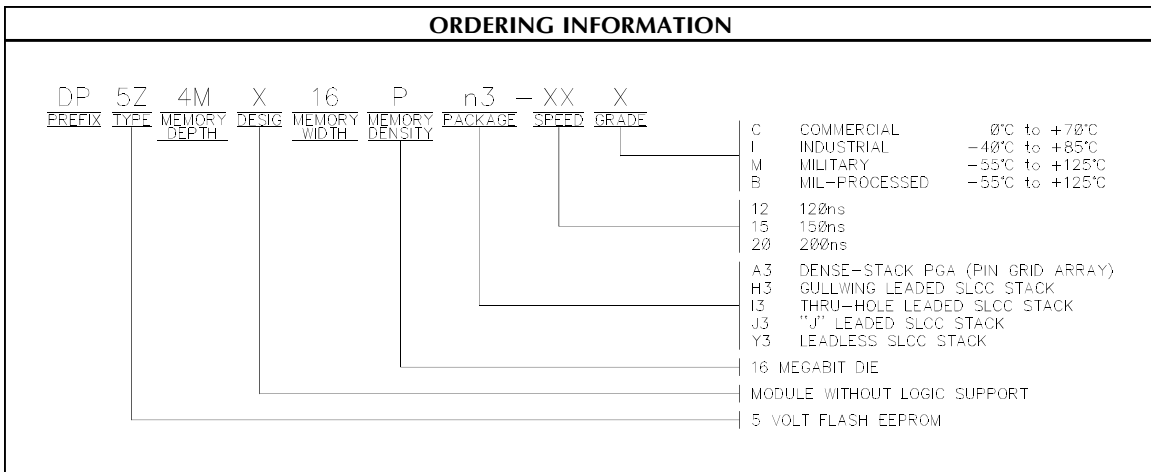 ORDERING INFORMATION
DP 5Z 4M X 16 P n3 - XX X
PREFIX TYPE MEMORY DEPTH DESIG MEMORY WIDTH MEMORY DENSITY PACKAGE SPEED GRADE
C COMMERCIAL 0°C to +70°C
I INDUSTRIAL -40°C to +85°C
M MILITARY -55°C to +125°C
B MIL-PROCESSED -55°C to +125°C
12 120ns
15 150ns
20 200ns
A3 DENSE-STACK PGA (PIN GRID ARRAY)
H3 GULLWING LEADED SLCC STACK
I3 THRU-HOLE LEADED SLCC STACK
J3 "J" LEADED SLCC STACK
Y3 LEADLESS SLCC STACK
16 MEGABIT DIE
MODULE WITHOUT LOGIC SUPPORT
5 VOLT FLASH EEPROM